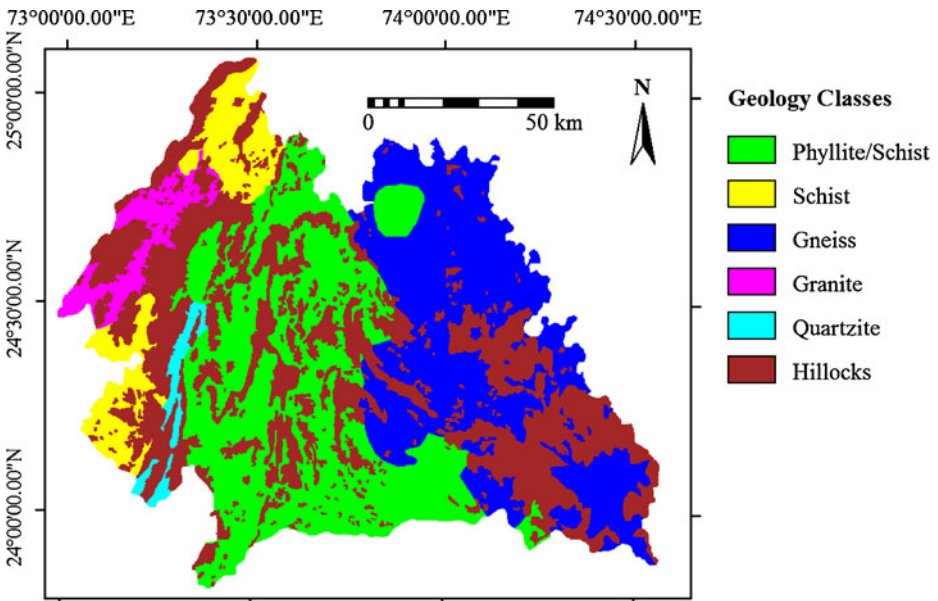 73°00'00.00"E 73°30'00.00"E 74°00'00.00"E 74°30'00.00"E
25°00'00.00"N
24°30'00.00"N
24°00'00.00"N
0 50 km
N
Geology Classes
Phyllite/Schist
Schist
Gneiss
Granite
Quartzite
Hillocks